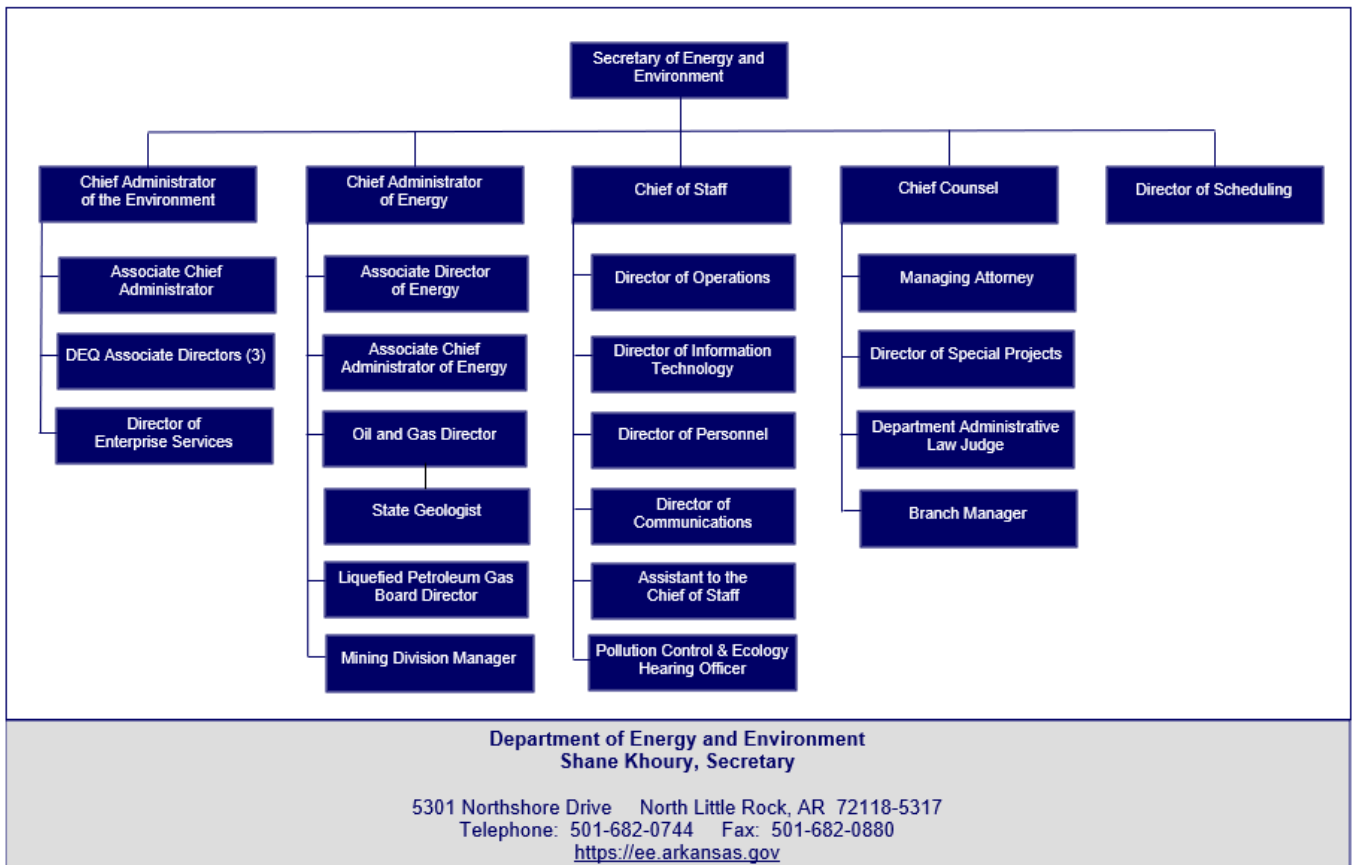 Secretary of Energy and
Environment
Chief Administrator
of the Environment
Chief Administrator
of Energy
Chief of Staff
Chief Counsel
Director of Scheduling
Associate Chief
Administrator
DEQ Associate Directors (3)
Director of
Enterprise Services
Associate Director
of Energy
Associate Chief
Administrator of Energy
Oil and Gas Director
State Geologist
Liquefied Petroleum Gas
Board Director
Mining Division Manager
Director of Operations
Director of Information
Technology
Director of Personnel
Director of
Communications
Assistant to the
Chief of Staff
Pollution Control & Ecology
Hearing Officer
Managing Attorney
Director of Special Projects
Department Administrative
Law Judge
Branch Manager
Department of Energy and Environment
Shane Khoury, Secretary
5301 Northshore Drive North Little Rock, AR 72118-5317
Telephone: 501-682-0744 Fax: 501-682-0880
https://ee.arkansas.gov